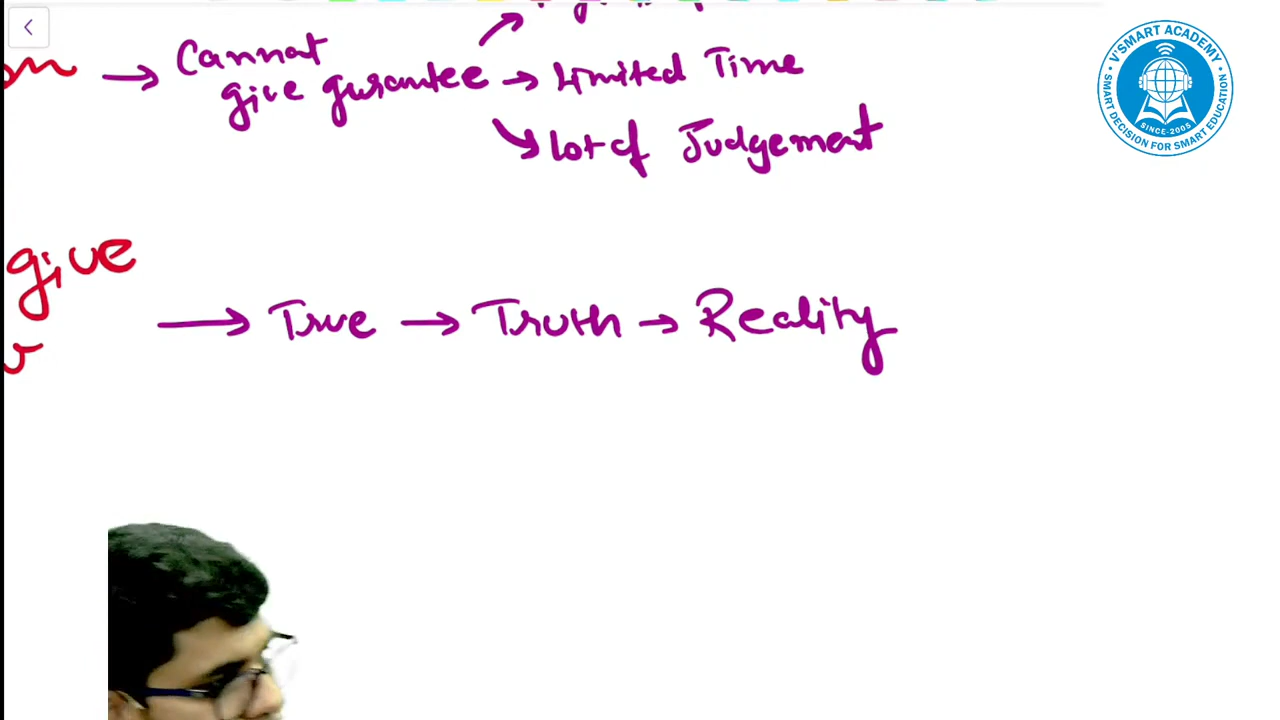 Cannot
give gurantee → Limited Time
Lot of Judgement
give
→ True → Truth → Reality
V'SMART ACADEMY
SINCE-2005
SMART DECISION FOR SMART EDUCATION